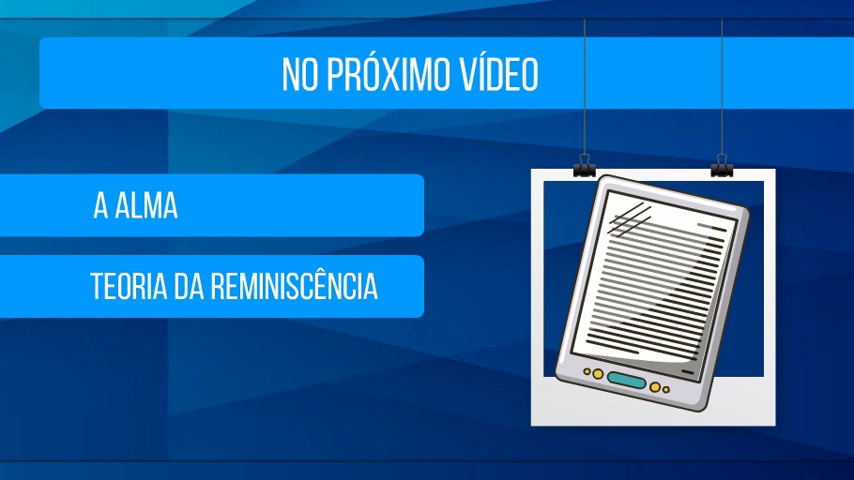 NO PRÓXIMO VÍDEO
A ALMA
TEORIA DA REMINISCÊNCIA